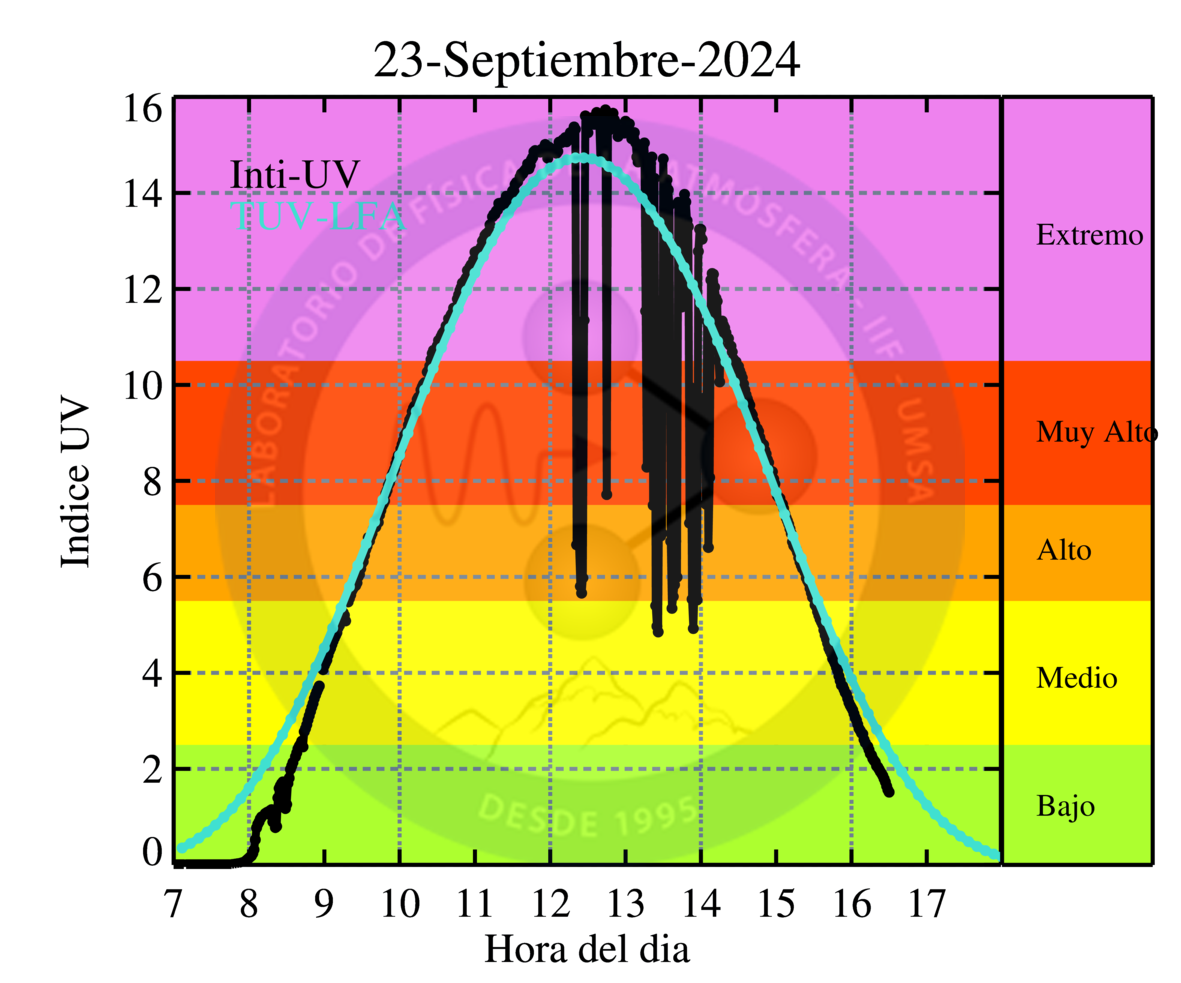 23-Septiembre-2024
Inti-UV
TUV-LFA
LABORATORIO DE FÍSICA DE LA ATMÓSFERA - IIF - UMSA
DESDE 1995
16
14
12
10
8
6
4
2
0
Indice UV
Extremo
Muy Alto
Alto
Medio
Bajo
7 8 9 10 11 12 13 14 15 16 17
Hora del dia